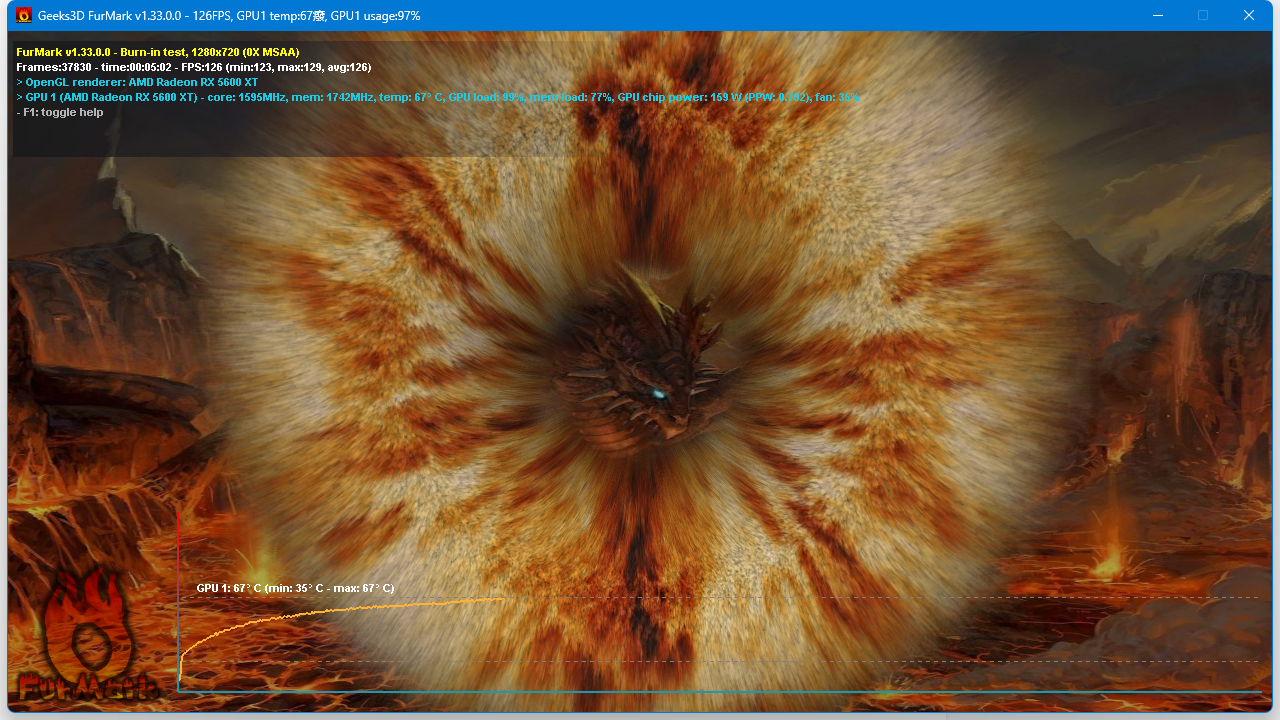 Geeks3D FurMark v1.33.0.0 - 126FPS, GPU1 temp:67癈, GPU1 usage:97%
FurMark v1.33.0.0 - Burn-in test, 1280x720 (0X MSAA)
Frames:37830 - time:00:05:02 - FPS:126 (min:123, max:129, avg:126)
> OpenGL renderer: AMD Radeon RX 5600 XT
> GPU 1 (AMD Radeon RX 5600 XT) - core: 1595MHz, mem: 1742MHz, temp: 67° C, GPU load: 99%, mem load: 77%, GPU chip power: 159 W (PPW: 0.792), fan: 35%
- F1: toggle help
GPU 1: 67° C (min: 35° C - max: 67° C)
FurMark